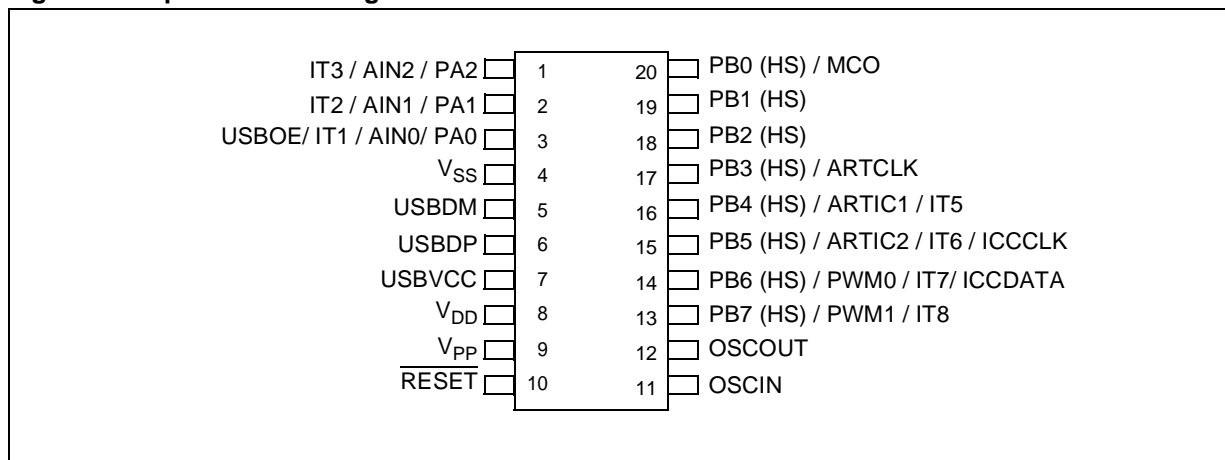 IT3 / AIN2 / PA2 1 20 PB0 (HS) / MCO
IT2 / AIN1 / PA1 2 19 PB1 (HS)
USBOE/ IT1 / AIN0/ PA0 3 18 PB2 (HS)
VSS 4 17 PB3 (HS) / ARTCLK
USBDM 5 16 PB4 (HS) / ARTIC1 / IT5
USBDP 6 15 PB5 (HS) / ARTIC2 / IT6 / ICCCLK
USBVCC 7 14 PB6 (HS) / PWM0 / IT7/ ICCDATA
VDD 8 13 PB7 (HS) / PWM1 / IT8
VPP 9 12 OSCOUT
RESET 10 11 OSCIN